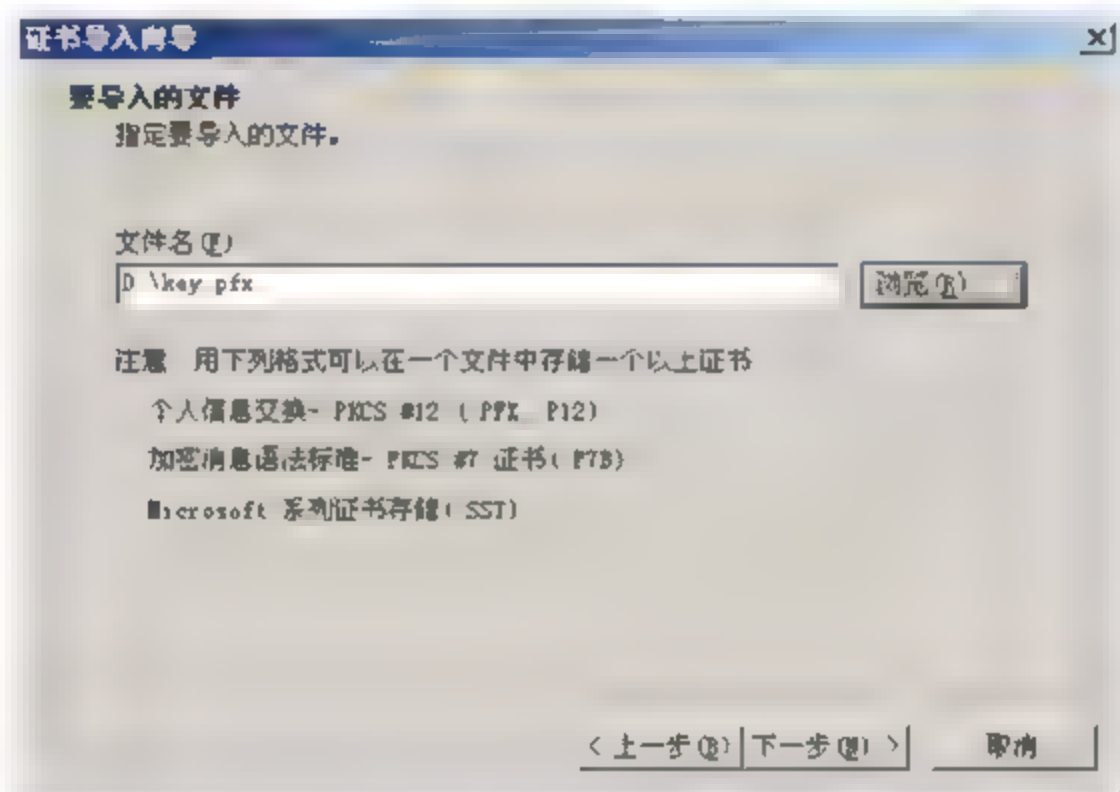 证书导入向导
要导入的文件
指定要导入的文件。
文件名(F)
D \key pfx
浏览(R)
注意 用下列格式可以在一个文件中存储一个以上证书
个人信息交换- PKCS #12 ( PFX P12)
加密消息语法标准- PKCS #7 证书( P7B)
Microsoft 系列证书存储( SST)
< 上一步(B) 下一步(N) > 取消